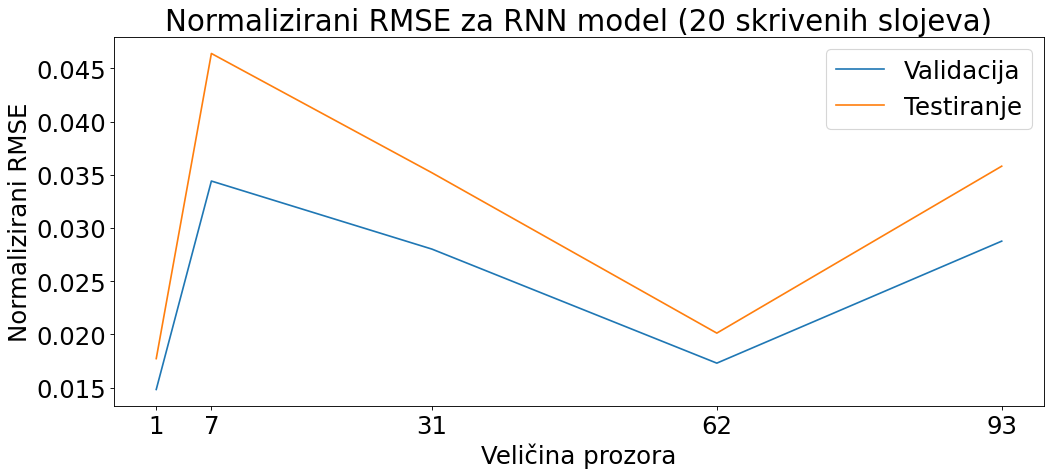 Normalizirani RMSE za RNN model (20 skrivenih slojeva)
Normalizirani RMSE
0.045
0.040
0.035
0.030
0.025
0.020
0.015
Validacija
Testiranje
1 7 31 62 93
Veličina prozora